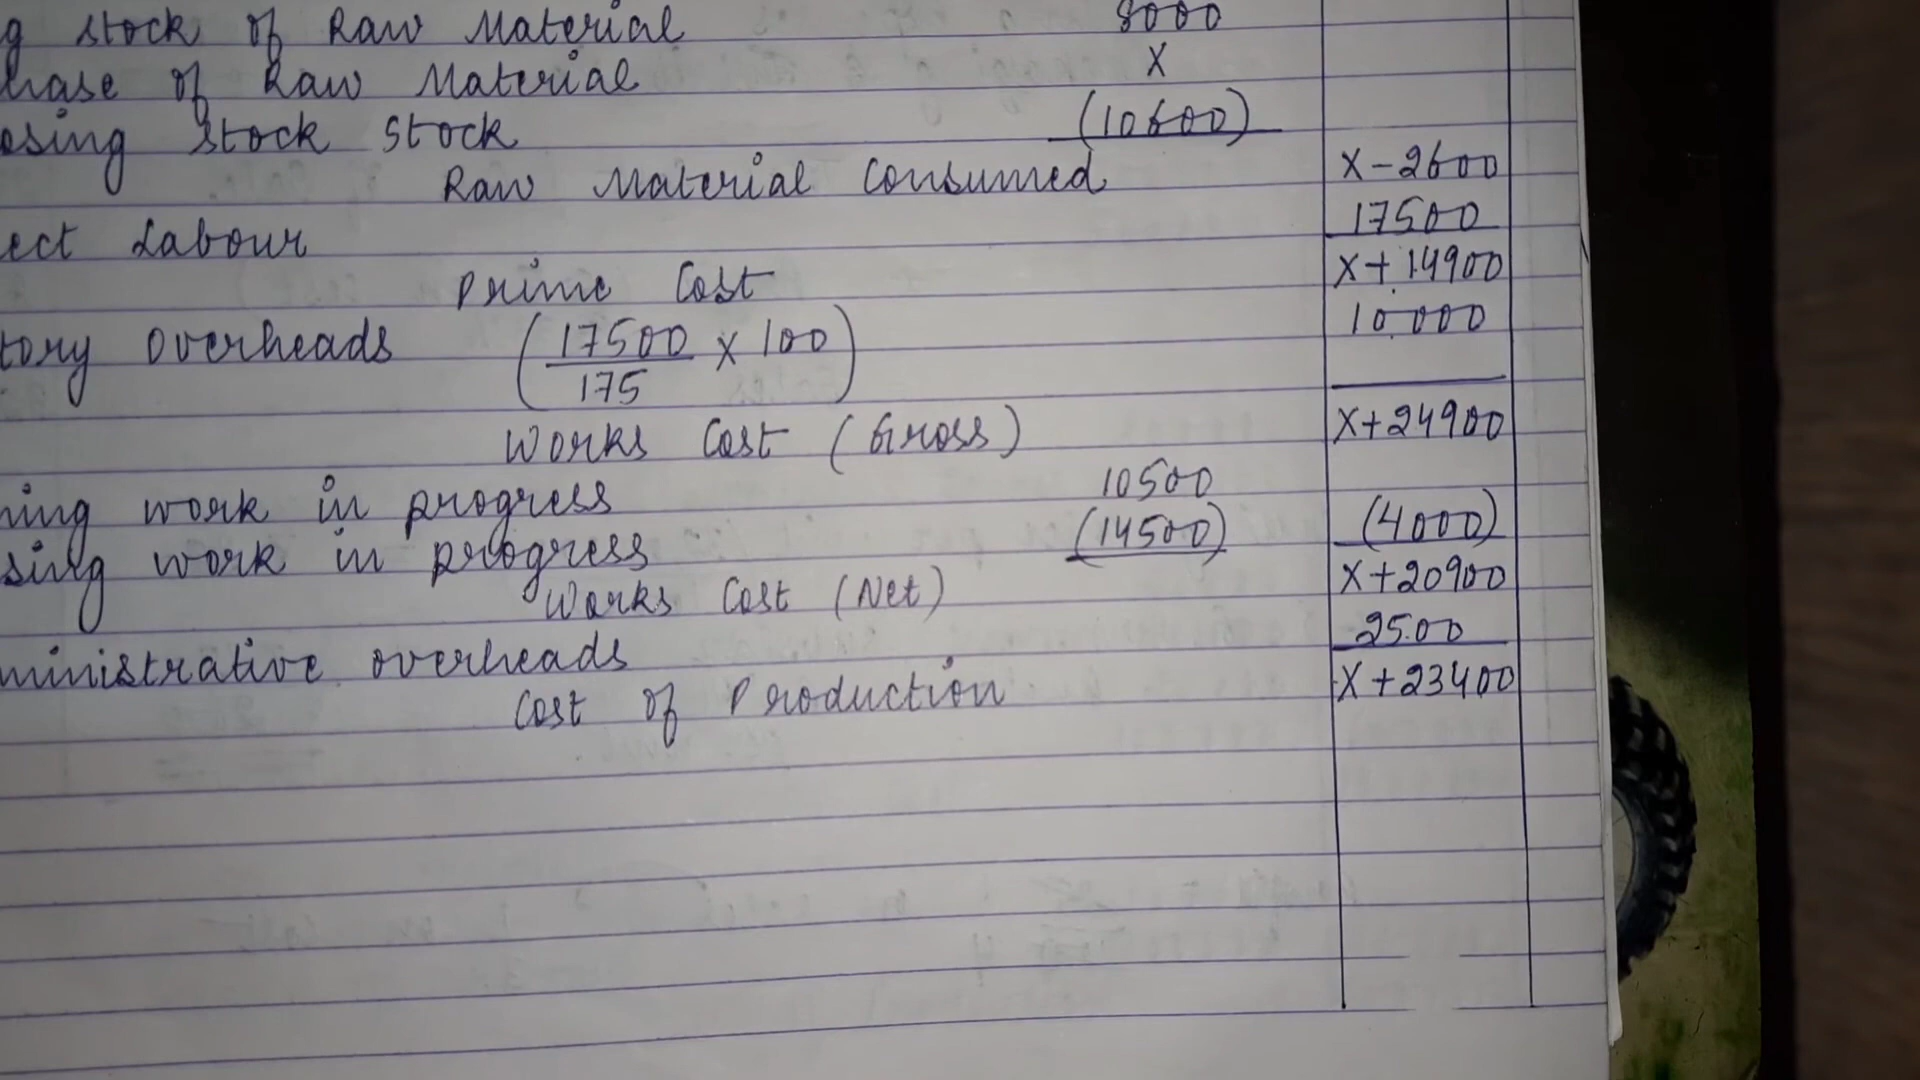 g stock of Raw Material 8000
hase of Raw Material X
osing stock stock (10600)
Raw Material Consumed X-2600
ect Labour 17500
Prime Cost X+14900
tory overheads (17500/175 x 100) 10000
Works Cost (Gross) X+24900
ning work in progress 10500
sing work in progress (14500) (4000)
Works Cost (Net) X+20900
ministrative overheads 2500
Cost of Production X+23400